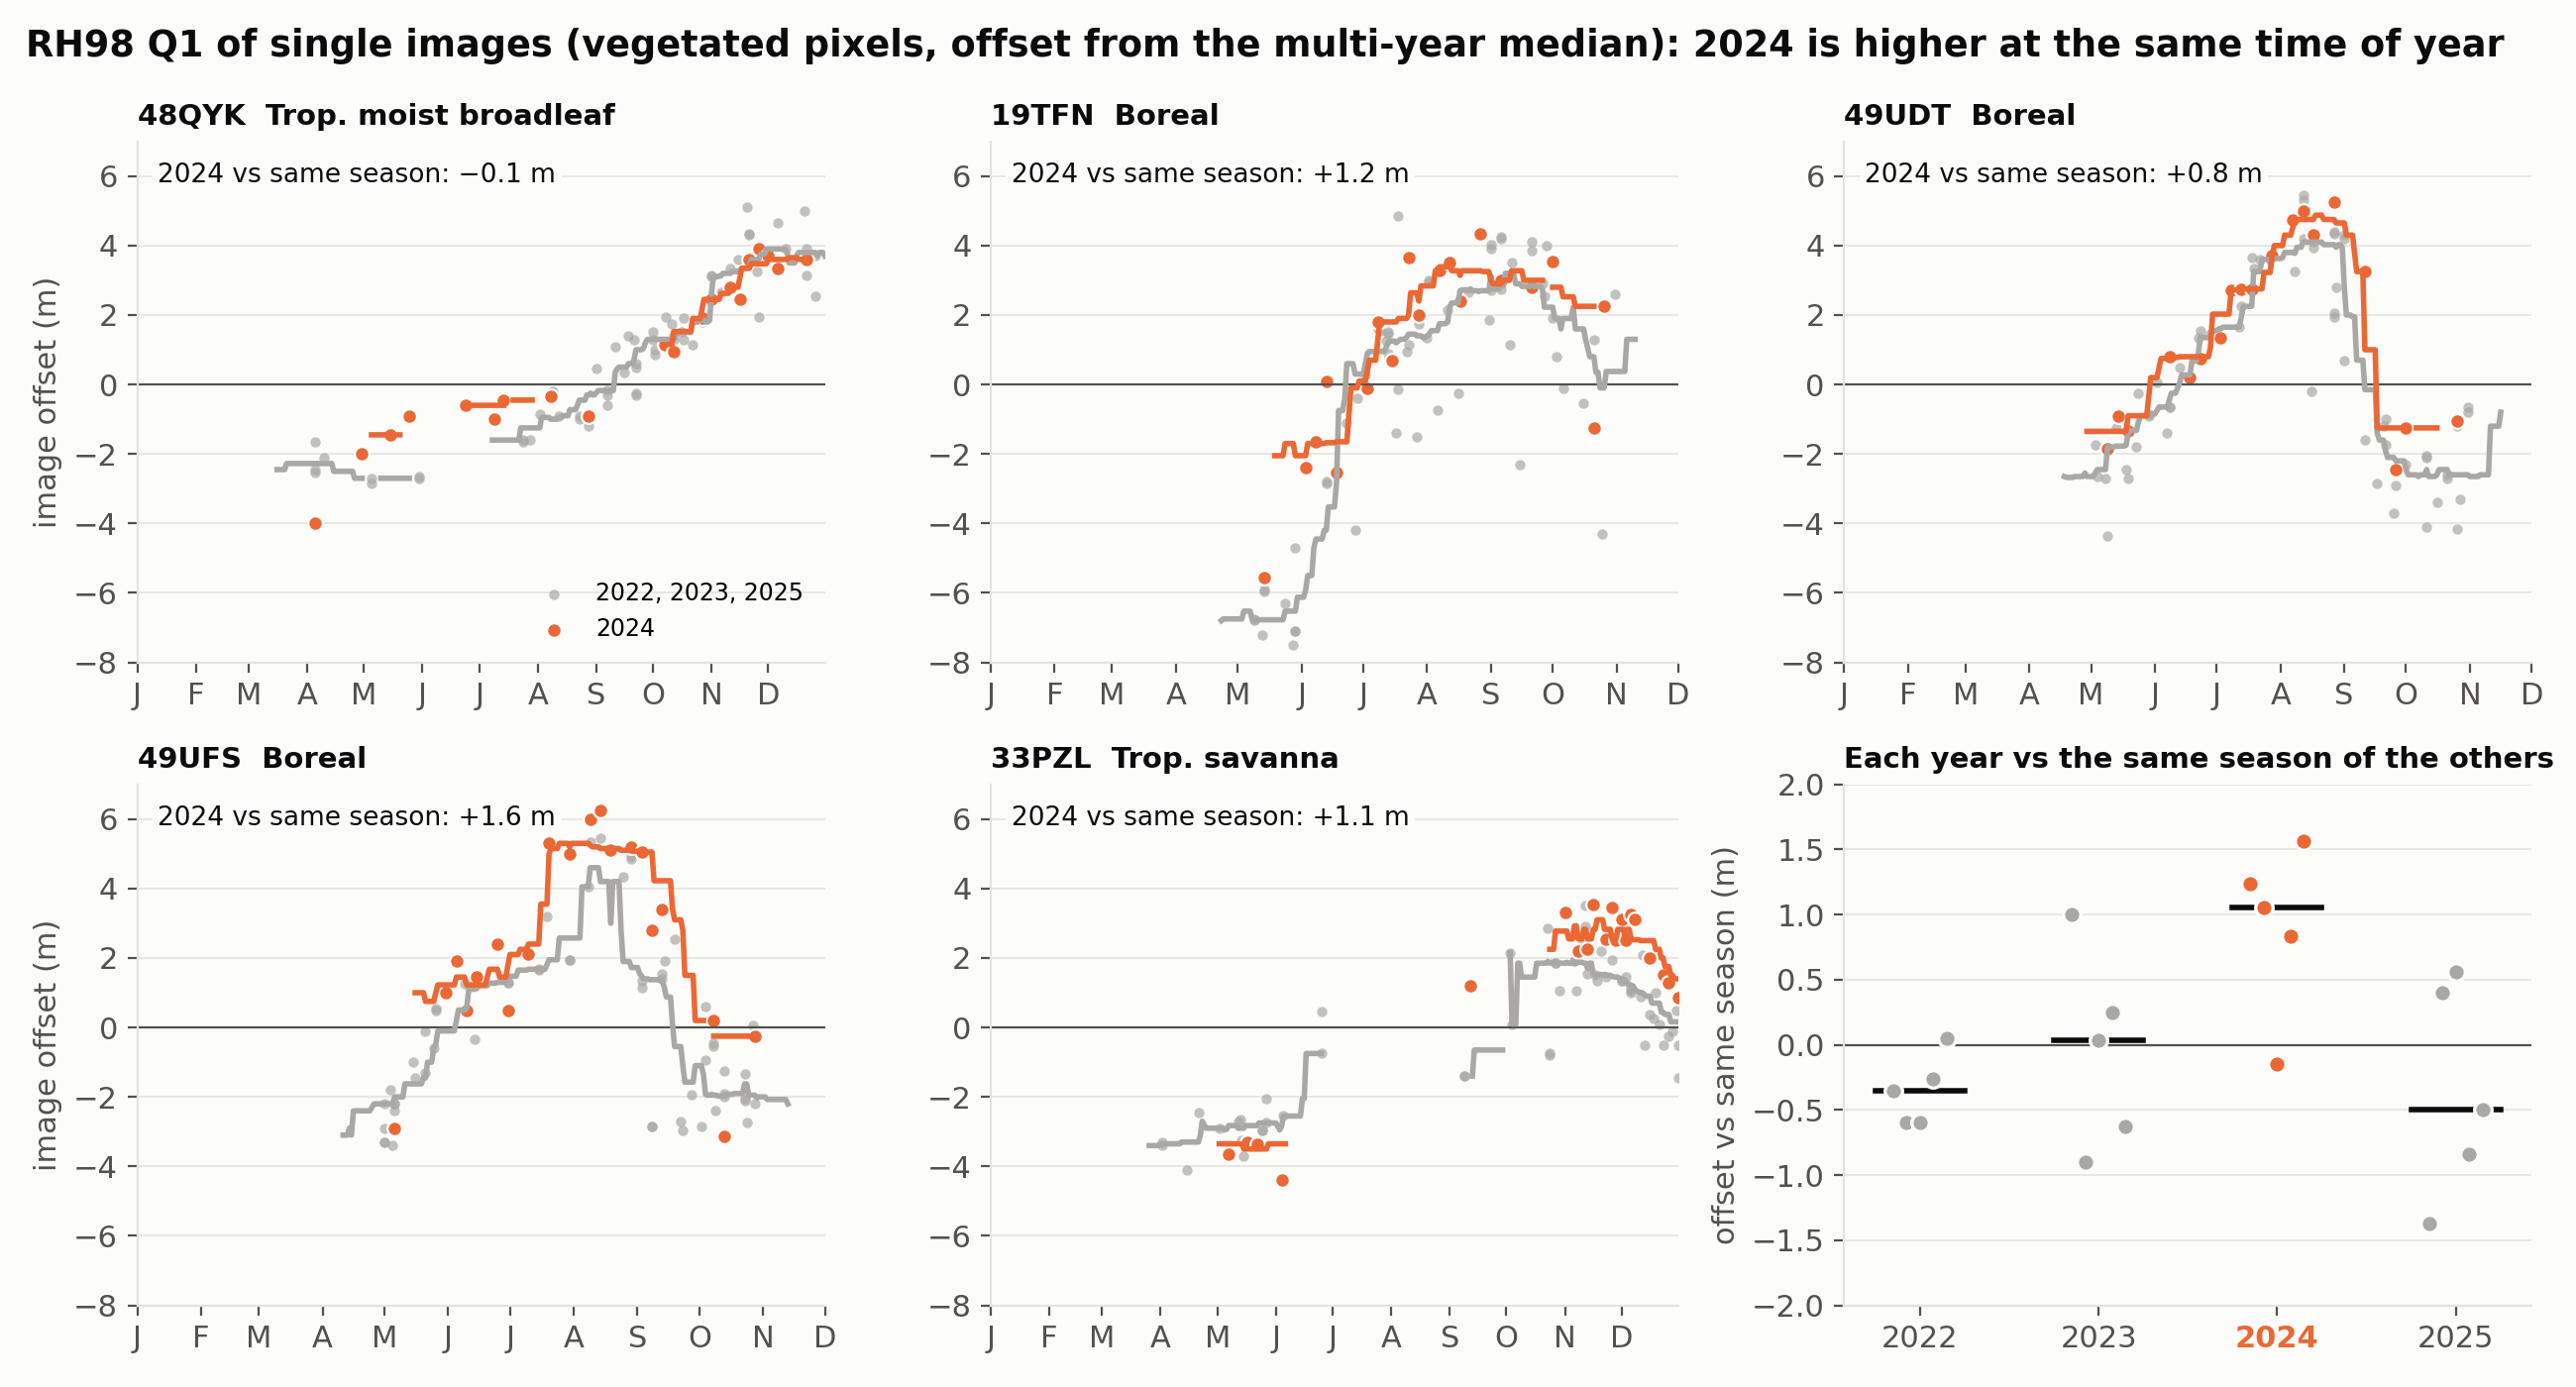 RH98 Q1 of single images (vegetated pixels, offset from the multi-year median): 2024 is higher at the same time of year
48QYK  Trop. moist broadleaf
2024 vs same season: −0.1 m
image offset (m)
6
4
2
0
−2
−4
−6
−8
2022, 2023, 2025
2024
J F M A M J J A S O N D
19TFN  Boreal
2024 vs same season: +1.2 m
6
4
2
0
−2
−4
−6
−8
J F M A M J J A S O N D
49UDT  Boreal
2024 vs same season: +0.8 m
6
4
2
0
−2
−4
−6
−8
J F M A M J J A S O N D
49UFS  Boreal
2024 vs same season: +1.6 m
image offset (m)
6
4
2
0
−2
−4
−6
−8
J F M A M J J A S O N D
33PZL  Trop. savanna
2024 vs same season: +1.1 m
6
4
2
0
−2
−4
−6
−8
J F M A M J J A S O N D
Each year vs the same season of the others
offset vs same season (m)
2.0
1.5
1.0
0.5
0.0
−0.5
−1.0
−1.5
−2.0
2022 2023 2024 2025